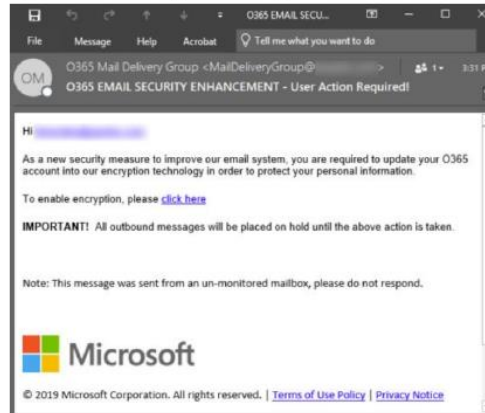 O365 EMAIL SECU...
File Message Help Acrobat Tell me what you want to do
OM
O365 Mail Delivery Group <MailDeliveryGroup@ > 1 3:31 P
O365 EMAIL SECURITY ENHANCEMENT - User Action Required!
Hi
As a new security measure to improve our email system, you are required to update your O365
account into our encryption technology in order to protect your personal information.
To enable encryption, please click here
IMPORTANT! All outbound messages will be placed on hold until the above action is taken.
Note: This message was sent from an un-monitored mailbox, please do not respond.
Microsoft
© 2019 Microsoft Corporation. All rights reserved. | Terms of Use Policy | Privacy Notice